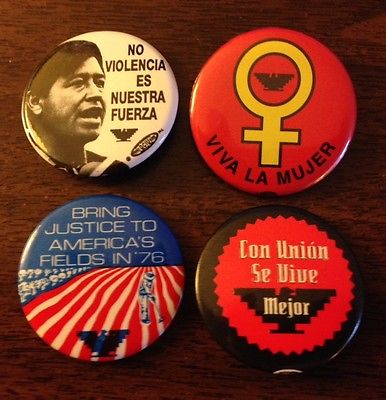 NO
VIOLENCIA
ES
NUESTRA
FUERZA
VIVA LA MUJER
BRING
JUSTICE TO
AMERICA'S
FIELDS IN '76
Con Unión
Se Vive
Mejor